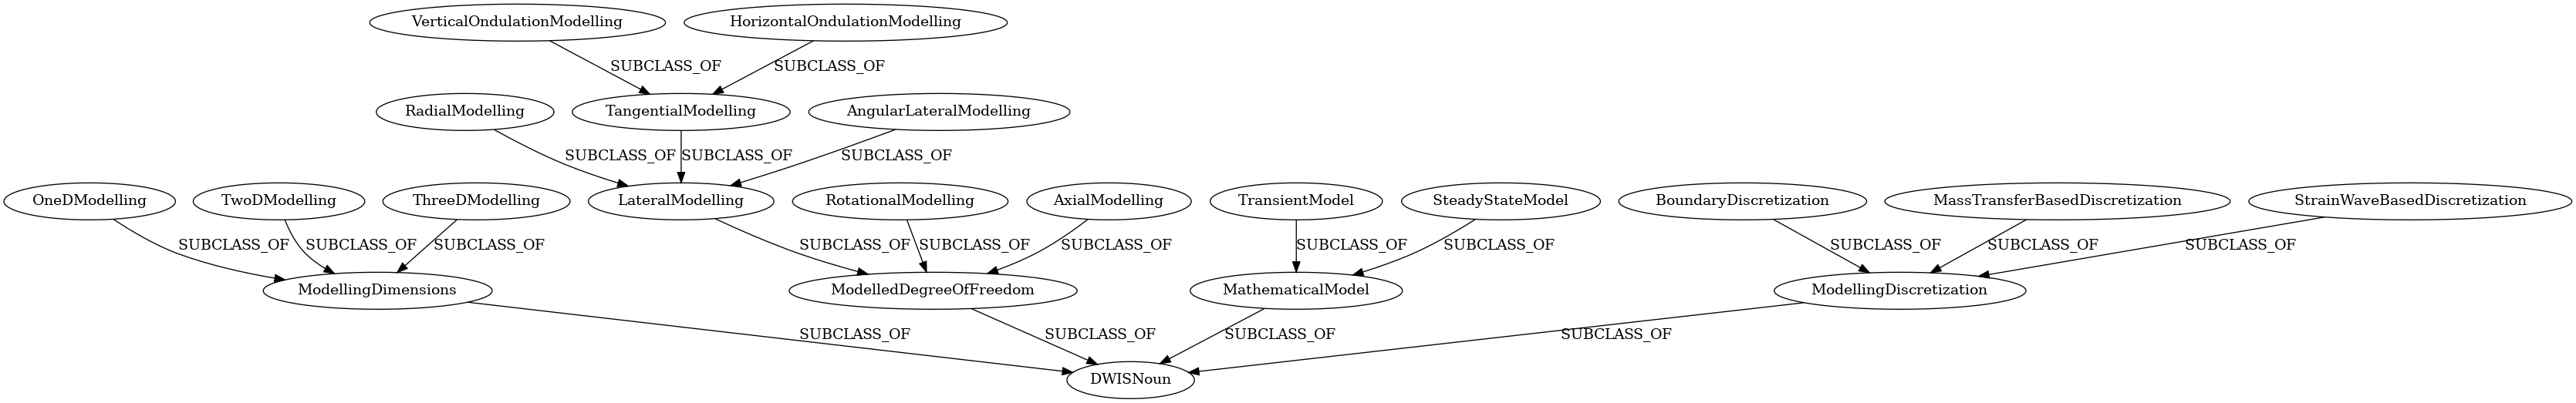 VerticalOndulationModelling
HorizontalOndulationModelling
SUBCLASS_OF
SUBCLASS_OF
RadialModelling
TangentialModelling
AngularLateralModelling
SUBCLASS_OF
SUBCLASS_OF
SUBCLASS_OF
OneDModelling
TwoDModelling
ThreeDModelling
LateralModelling
RotationalModelling
AxialModelling
TransientModel
SteadyStateModel
BoundaryDiscretization
MassTransferBasedDiscretization
StrainWaveBasedDiscretization
SUBCLASS_OF
SUBCLASS_OF
SUBCLASS_OF
SUBCLASS_OF
SUBCLASS_OF
SUBCLASS_OF
SUBCLASS_OF
SUBCLASS_OF
SUBCLASS_OF
SUBCLASS_OF
SUBCLASS_OF
ModellingDimensions
ModelledDegreeOfFreedom
MathematicalModel
ModellingDiscretization
SUBCLASS_OF
SUBCLASS_OF
SUBCLASS_OF
SUBCLASS_OF
DWISNoun